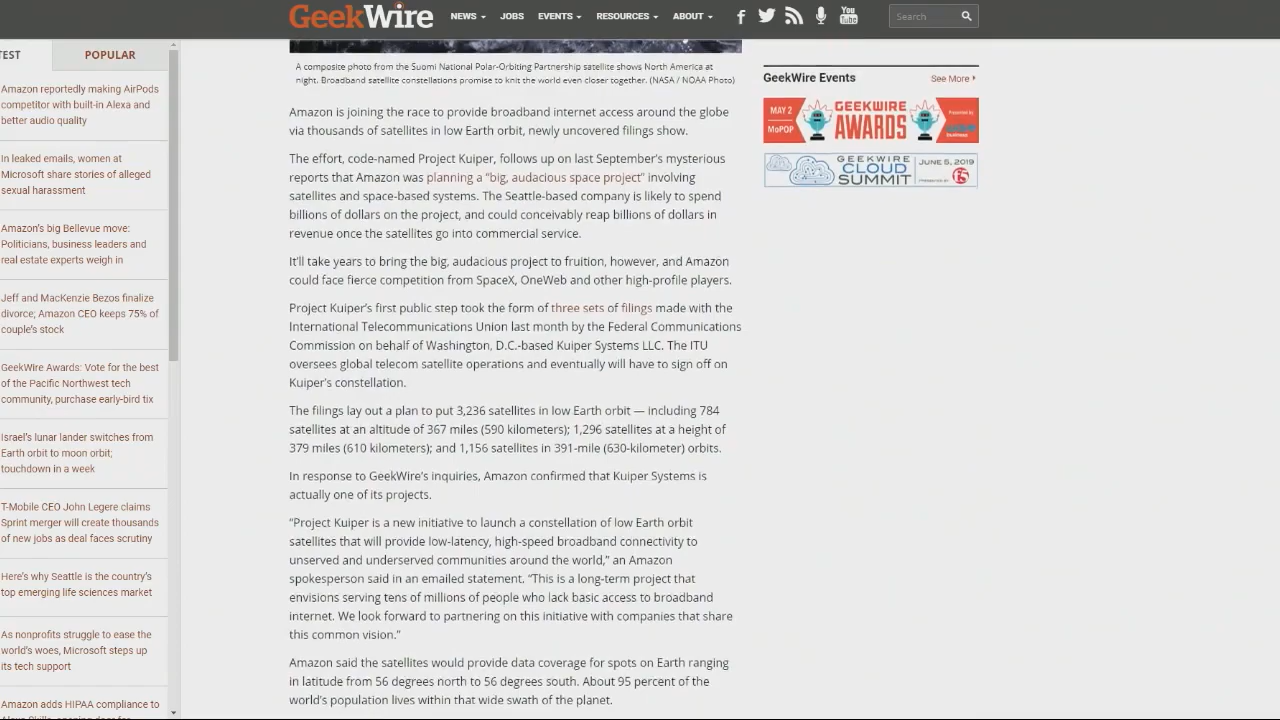 GeekWire
NEWS
JOBS
EVENTS
RESOURCES
ABOUT
You
Tube
Search
TEST
POPULAR
Amazon reportedly making AirPods
competitor with built-in Alexa and
better audio quality
In leaked emails, women at
Microsoft share stories of alleged
sexual harassment
Amazon's big Bellevue move:
Politicians, business leaders and
real estate experts weigh in
Jeff and MacKenzie Bezos finalize
divorce; Amazon CEO keeps 75% of
couple's stock
GeekWire Awards: Vote for the best
of the Pacific Northwest tech
community, purchase early-bird tix
Israel's lunar lander switches from
Earth orbit to moon orbit;
touchdown in a week
T-Mobile CEO John Legere claims
Sprint merger will create thousands
of new jobs as deal faces scrutiny
Here's why Seattle is the country's
top emerging life sciences market
As nonprofits struggle to ease the
world's woes, Microsoft steps up
its tech support
Amazon adds HIPAA compliance to
A composite photo from the Suomi National Polar-Orbiting Partnership satellite shows North America at
night. Broadband satellite constellations promise to knit the world even closer together. (NASA / NOAA Photo)
Amazon is joining the race to provide broadband internet access around the globe
via thousands of satellites in low Earth orbit, newly uncovered filings show.
The effort, code-named Project Kuiper, follows up on last September's mysterious
reports that Amazon was planning a "big, audacious space project" involving
satellites and space-based systems. The Seattle-based company is likely to spend
billions of dollars on the project, and could conceivably reap billions of dollars in
revenue once the satellites go into commercial service.
It'll take years to bring the big, audacious project to fruition, however, and Amazon
could face fierce competition from SpaceX, OneWeb and other high-profile players.
Project Kuiper's first public step took the form of three sets of filings made with the
International Telecommunications Union last month by the Federal Communications
Commission on behalf of Washington, D.C.-based Kuiper Systems LLC. The ITU
oversees global telecom satellite operations and eventually will have to sign off on
Kuiper's constellation.
The filings lay out a plan to put 3,236 satellites in low Earth orbit — including 784
satellites at an altitude of 367 miles (590 kilometers); 1,296 satellites at a height of
379 miles (610 kilometers); and 1,156 satellites in 391-mile (630-kilometer) orbits.
In response to GeekWire's inquiries, Amazon confirmed that Kuiper Systems is
actually one of its projects.
"Project Kuiper is a new initiative to launch a constellation of low Earth orbit
satellites that will provide low-latency, high-speed broadband connectivity to
unserved and underserved communities around the world," an Amazon
spokesperson said in an emailed statement. "This is a long-term project that
envisions serving tens of millions of people who lack basic access to broadband
internet. We look forward to partnering on this initiative with companies that share
this common vision."
Amazon said the satellites would provide data coverage for spots on Earth ranging
in latitude from 56 degrees north to 56 degrees south. About 95 percent of the
world's population lives within that wide swath of the planet.
GeekWire Events
See More
MAY 2
MoPOP
GEEKWIRE
AWARDS
Presented by
GEEKWIRE
CLOUD
SUMMIT
JUNE 5, 2019
PRESENTED BY